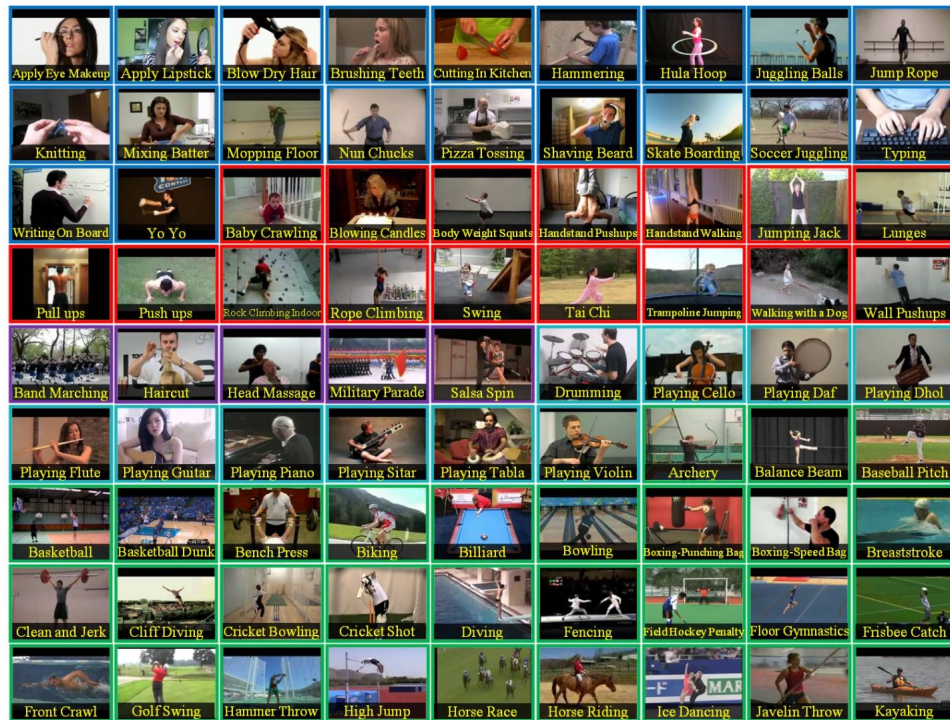 Apply Eye Makeup
Apply Lipstick
Blow Dry Hair
Brushing Teeth
Cutting In Kitchen
Hammering
Hula Hoop
Juggling Balls
Jump Rope
Knitting
Mixing Batter
Mopping Floor
Nun Chucks
Pizza Tossing
Shaving Beard
Skate Boarding
Soccer Juggling
Typing
Writing On Board
Yo Yo
Baby Crawling
Blowing Candles
Body Weight Squats
Handstand Pushups
Handstand Walking
Jumping Jack
Lunges
Pull ups
Push ups
Rock Climbing Indoor
Rope Climbing
Swing
Tai Chi
Trampoline Jumping
Walking with a Dog
Wall Pushups
Band Marching
Haircut
Head Massage
Military Parade
Salsa Spin
Drumming
Playing Cello
Playing Daf
Playing Dhol
Playing Flute
Playing Guitar
Playing Piano
Playing Sitar
Playing Tabla
Playing Violin
Archery
Balance Beam
Baseball Pitch
Basketball
Basketball Dunk
Bench Press
Biking
Billiard
Bowling
Boxing-Punching Bag
Boxing-Speed Bag
Breaststroke
Clean and Jerk
Cliff Diving
Cricket Bowling
Cricket Shot
Diving
Fencing
Field Hockey Penalty
Floor Gymnastics
Frisbee Catch
Front Crawl
Golf Swing
Hammer Throw
High Jump
Horse Race
Horse Riding
Ice Dancing
Javelin Throw
Kayaking